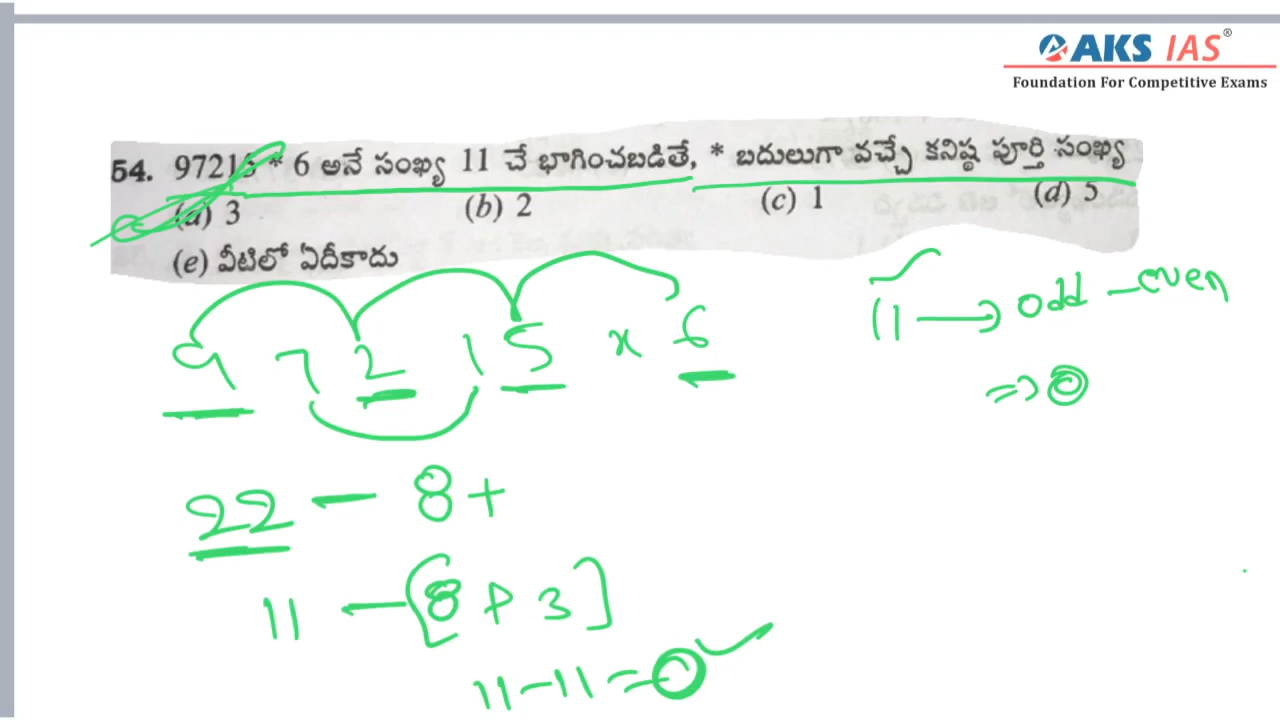 AKS IAS®
Foundation For Competitive Exams
54. 97215 * 6 అనే సంఖ్య 11 చే భాగించబడితే, * బదులుగా వచ్చే కనిష్ఠ పూర్తి సంఖ్య
(a) 3 (b) 2 (c) 1 (d) 5
(e) వీటిలో ఏదీకాదు
11 → odd – even
9 7 2 1 5 x 6
⇒ 0
22 – 8 +
11 – [8 + 3]
11 – 11 = 0